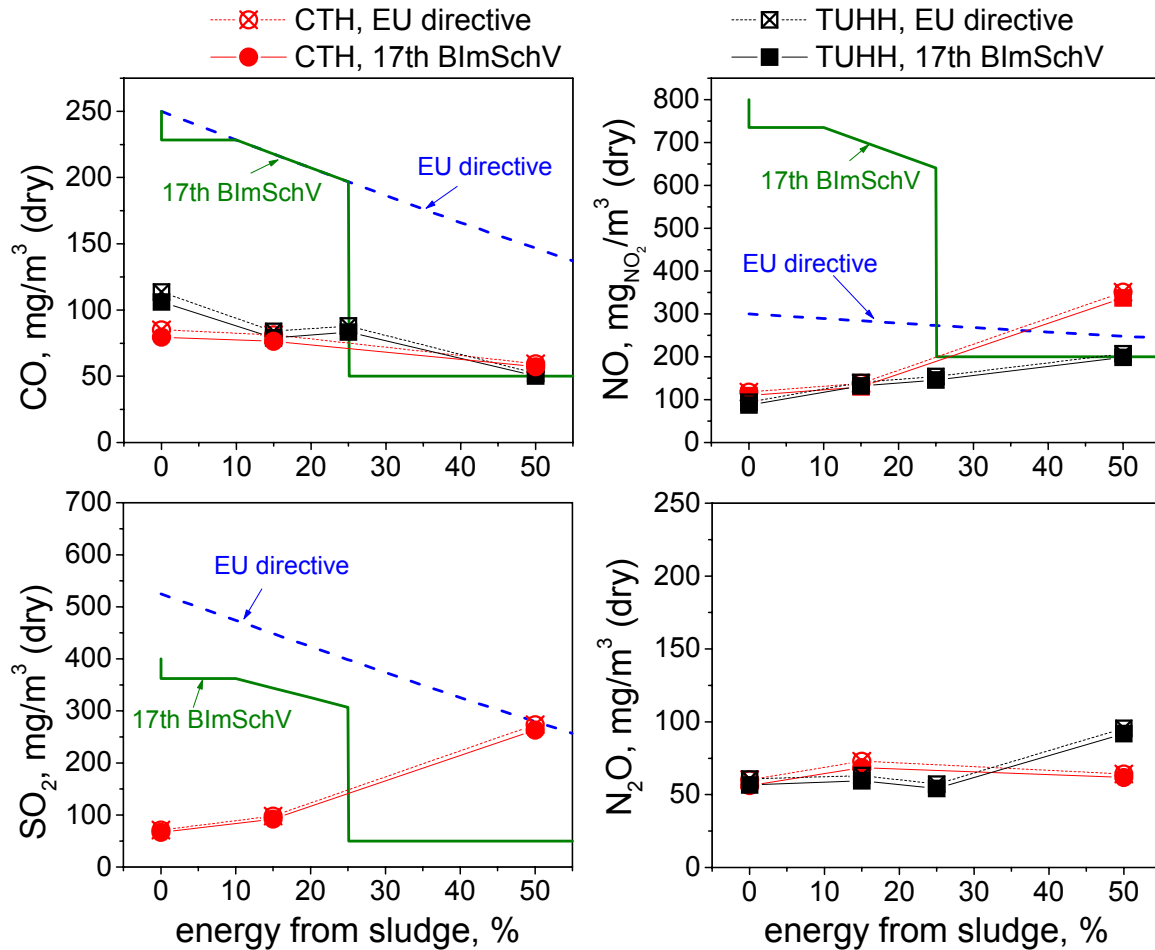 CTH, EU directive
TUHH, EU directive
CTH, 17th BImSchV
TUHH, 17th BImSchV
250
200
150
100
50
0
CO, mg/m³ (dry)
17th BImSchV
EU directive
0 10 20 30 40 50
800
700
600
500
400
300
200
100
0
NO, mg_NO₂/m³ (dry)
17th BImSchV
EU directive
0 10 20 30 40 50
700
600
500
400
300
200
100
0
SO₂, mg/m³ (dry)
EU directive
17th BImSchV
0 10 20 30 40 50
energy from sludge, %
250
200
150
100
50
0
N₂O, mg/m³ (dry)
0 10 20 30 40 50
energy from sludge, %